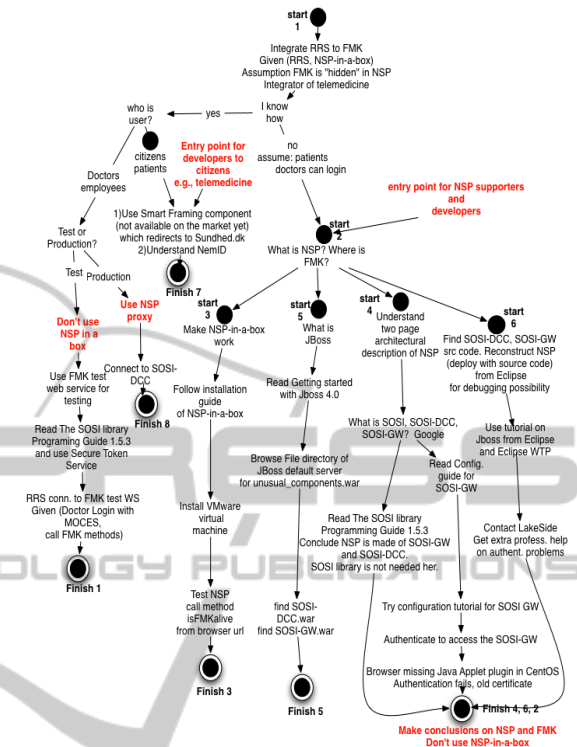 start
1
Integrate RRS to FMK
Given (RRS, NSP-in-a-box)
Assumption FMK is "hidden" in NSP
Integrator of telemedicine
I know
how
yes
who is
user?
citizens
patients
Doctors
employees
Entry point for
developers to
citizens
e.g., telemedicine
no
assume: patients
doctors can login
entry point for NSP supporters
and
developers
1)Use Smart Framing component
(not available on the market yet)
which redirects to Sundhed.dk
2)Understand NemID
Finish 7
start
2
What is NSP? Where is
FMK?
Test or
Production?
Test
Production
Don't use
NSP in a
box
Use NSP
proxy
Use FMK test
web service for
testing
Connect to SOSI-
DCC
Finish 8
Read The SOSI library
Programing Guide 1.5.3
and use Secure Token
Service
RRS conn. to FMK test WS
Given (Doctor Login with
MOCES,
call FMK methods)
Finish 1
start
3
Make NSP-in-a-box
work
Follow installation
guide
of NSP-in-a-box
Install VMware
virtual
machine
Test NSP
call method
isFMKalive
from browser url
Finish 3
start
5
What is
JBoss
Read Getting started
with Jboss 4.0
Browse File directory of
JBoss default server
for unusual_components.war
find SOSI-
DCC.war
find SOSI-GW.war
Finish 5
start
4
Understand
two page
architectural
description of NSP
What is SOSI, SOSI-DCC,
SOSI-GW? Google
Read The SOSI library
Programming Guide 1.5.3
Conclude NSP is made of SOSI-GW
and SOSI-DCC.
SOSI library is not needed her.
Read Config.
guide for
SOSI-GW
Try configuration tutorial for SOSI GW
Authenticate to access the SOSI-GW
Browser missing Java Applet plugin in CentOS
Authentication fails, old certificate
start
6
Find SOSI-DCC, SOSI-GW
src code. Reconstruct NSP
(deploy with source code)
from Eclipse
for debugging possibility
Use tutorial on
Jboss from Eclipse
and Eclipse WTP
Contact LakeSide
Get extra profess. help
on authent. problems
Finish 4, 6, 2
Make conclusions on NSP and FMK
Don't use NSP-in-a-box